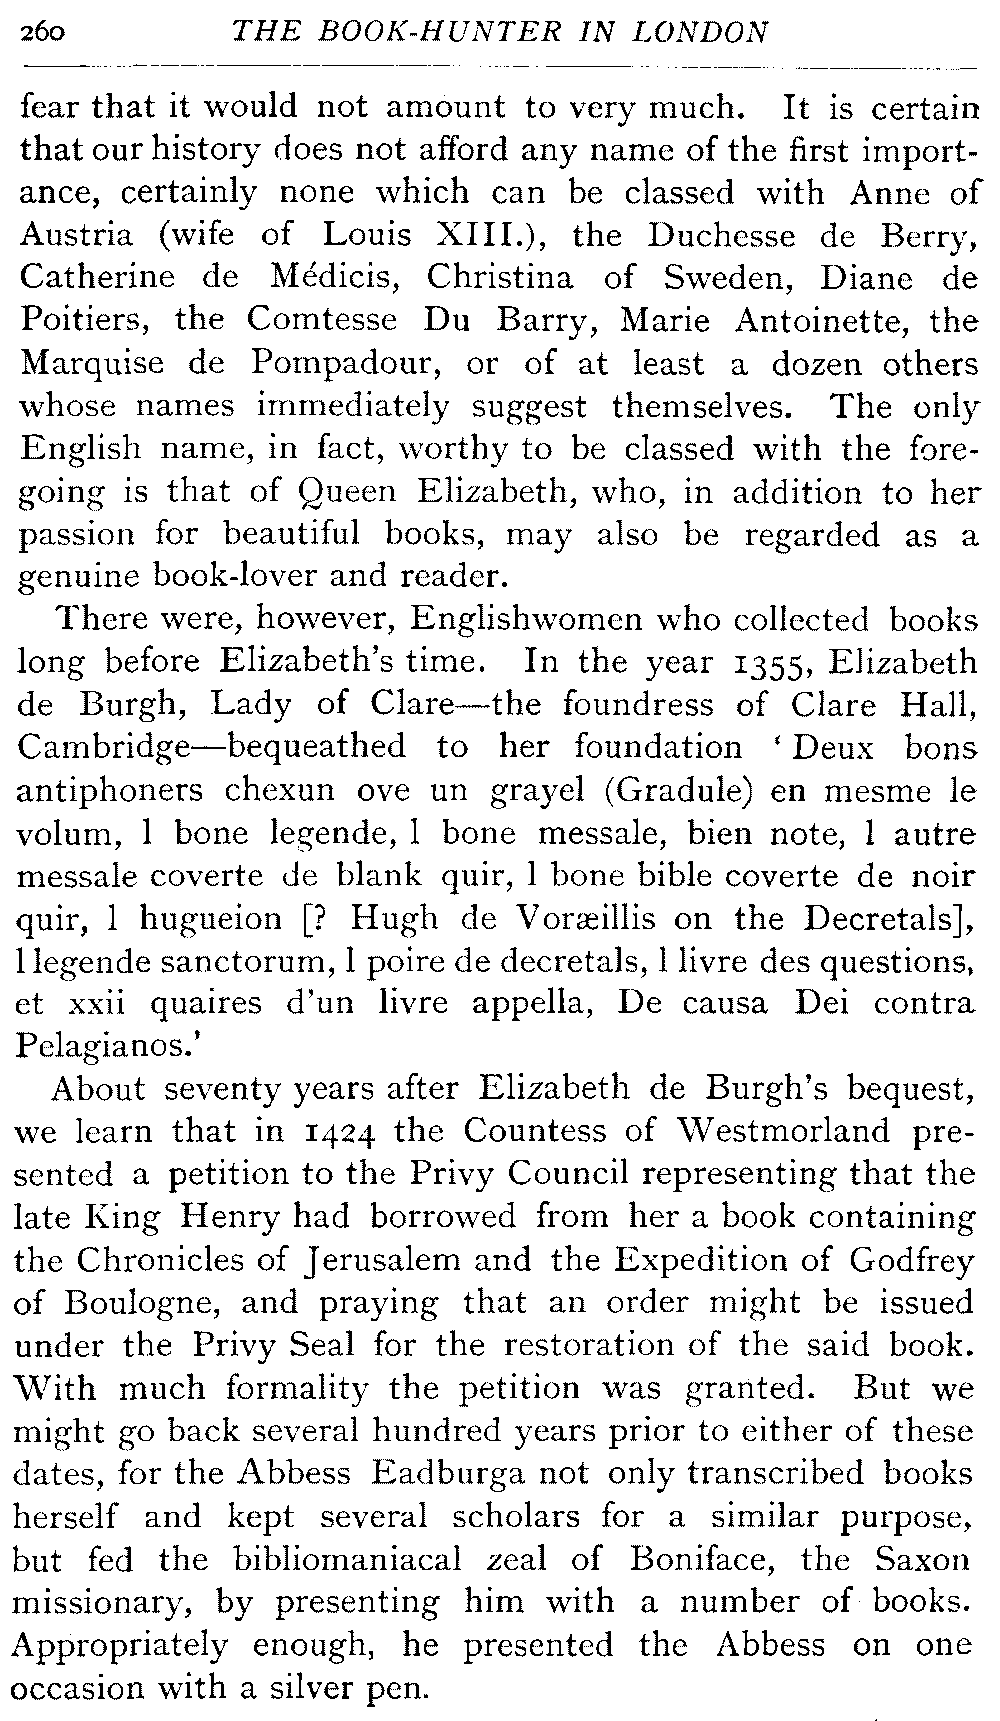 260 THE BOOK-HUNTER IN LONDON
fear that it would not amount to very much. It is certain
that our history does not afford any name of the first import-
ance, certainly none which can be classed with Anne of
Austria (wife of Louis XIII.), the Duchesse de Berry,
Catherine de Médicis, Christina of Sweden, Diane de
Poitiers, the Comtesse Du Barry, Marie Antoinette, the
Marquise de Pompadour, or of at least a dozen others
whose names immediately suggest themselves. The only
English name, in fact, worthy to be classed with the fore-
going is that of Queen Elizabeth, who, in addition to her
passion for beautiful books, may also be regarded as a
genuine book-lover and reader.
There were, however, Englishwomen who collected books
long before Elizabeth's time. In the year 1355, Elizabeth
de Burgh, Lady of Clare—the foundress of Clare Hall,
Cambridge—bequeathed to her foundation ‘Deux bons
antiphoners chexun ove un grayel (Gradule) en mesme le
volum, 1 bone legende, 1 bone messale, bien note, 1 autre
messale coverte de blank quir, 1 bone bible coverte de noir
quir, 1 hugueion [? Hugh de Voræillis on the Decretals],
1 legende sanctorum, 1 poire de decretals, 1 livre des questions,
et xxii quaires d'un livre appella, De causa Dei contra
Pelagianos.’
About seventy years after Elizabeth de Burgh's bequest,
we learn that in 1424 the Countess of Westmorland pre-
sented a petition to the Privy Council representing that the
late King Henry had borrowed from her a book containing
the Chronicles of Jerusalem and the Expedition of Godfrey
of Boulogne, and praying that an order might be issued
under the Privy Seal for the restoration of the said book.
With much formality the petition was granted. But we
might go back several hundred years prior to either of these
dates, for the Abbess Eadburga not only transcribed books
herself and kept several scholars for a similar purpose,
but fed the bibliomaniacal zeal of Boniface, the Saxon
missionary, by presenting him with a number of books.
Appropriately enough, he presented the Abbess on one
occasion with a silver pen.